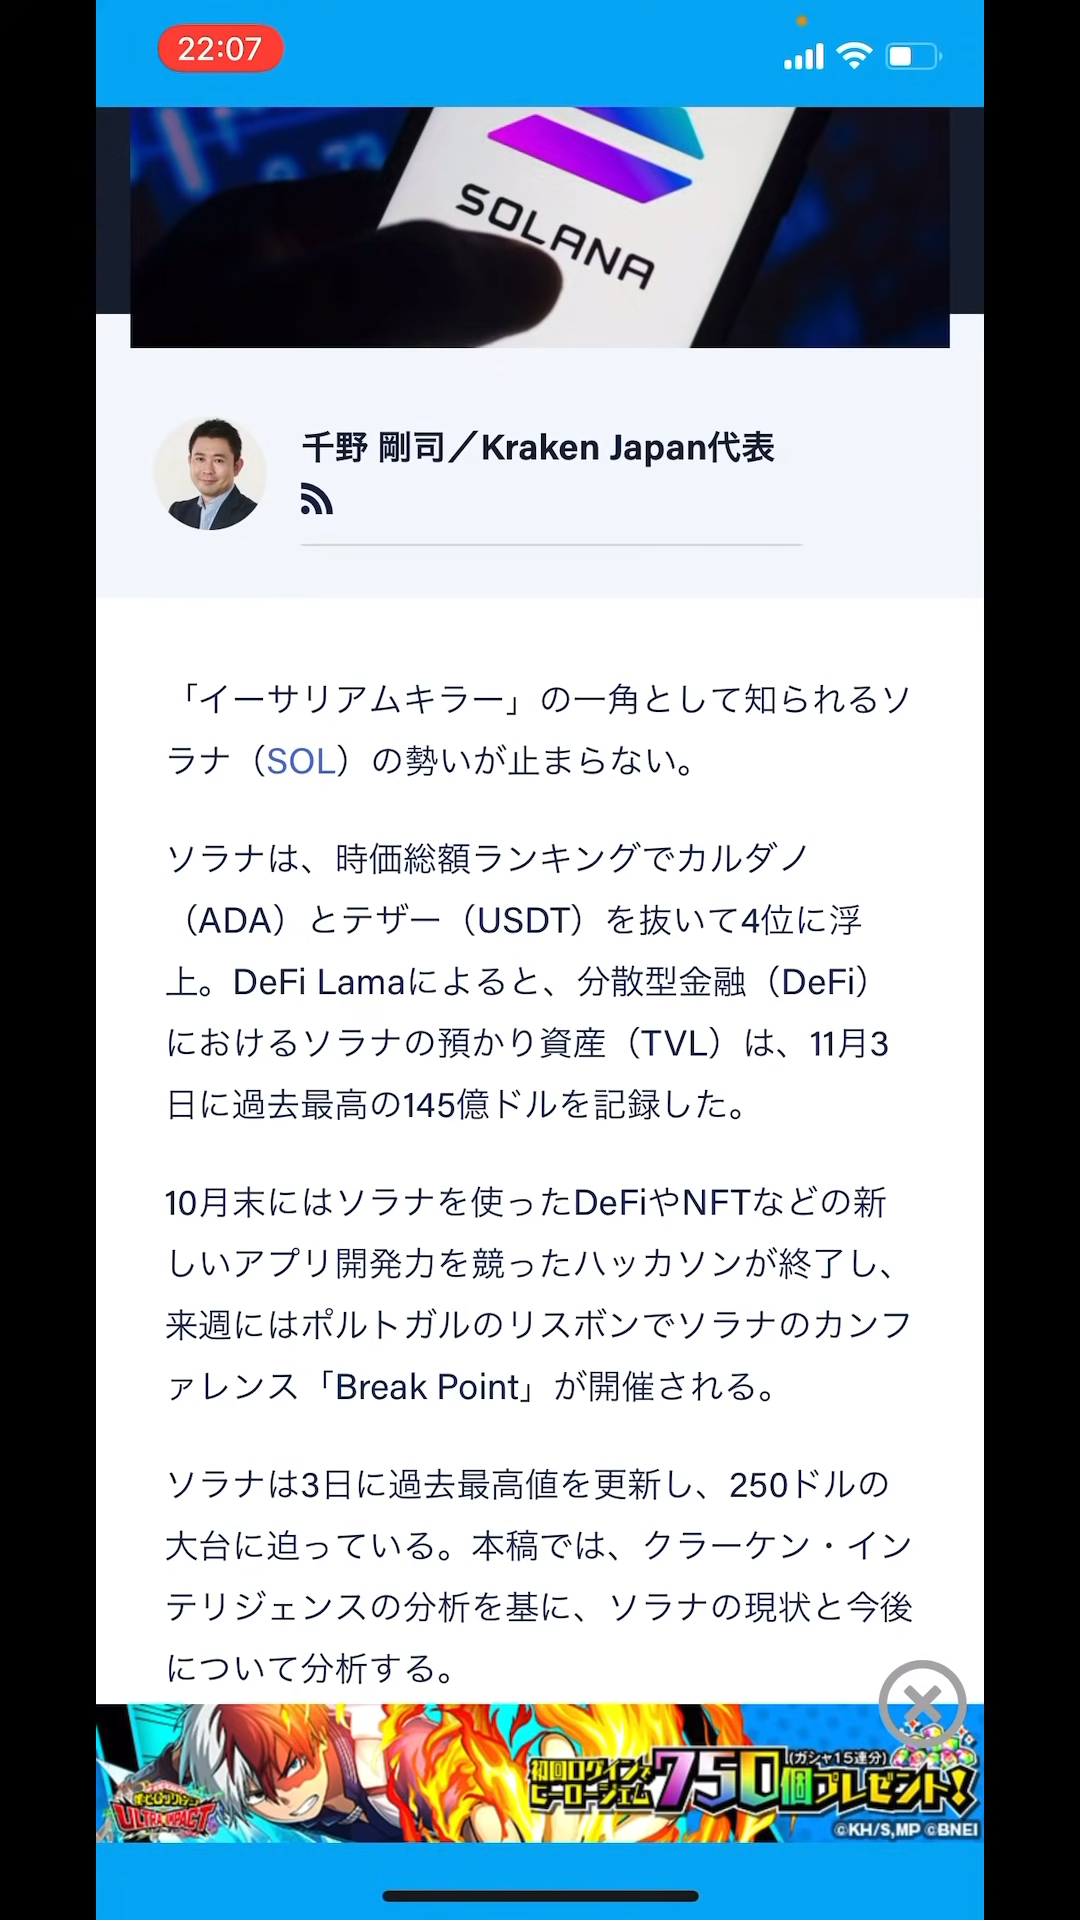 22:07
SOLANA
千野 剛司／Kraken Japan代表
「イーサリアムキラー」の一角として知られるソ
ラナ（SOL）の勢いが止まらない。
ソラナは、時価総額ランキングでカルダノ
（ADA）とテザー（USDT）を抜いて4位に浮
上。DeFi Lamaによると、分散型金融（DeFi）
におけるソラナの預かり資産（TVL）は、11月3
日に過去最高の145億ドルを記録した。
10月末にはソラナを使ったDeFiやNFTなどの新
しいアプリ開発力を競ったハッカソンが終了し、
来週にはポルトガルのリスボンでソラナのカンフ
ァレンス「Break Point」が開催される。
ソラナは3日に過去最高値を更新し、250ドルの
大台に迫っている。本稿では、クラーケン・イン
テリジェンスの分析を基に、ソラナの現状と今後
について分析する。
初回ログインで
ヒーロージェム
750個プレゼント!
(ガシャ15連分)
ULTRA IMPACT
©KH/S,MP ©BNEI